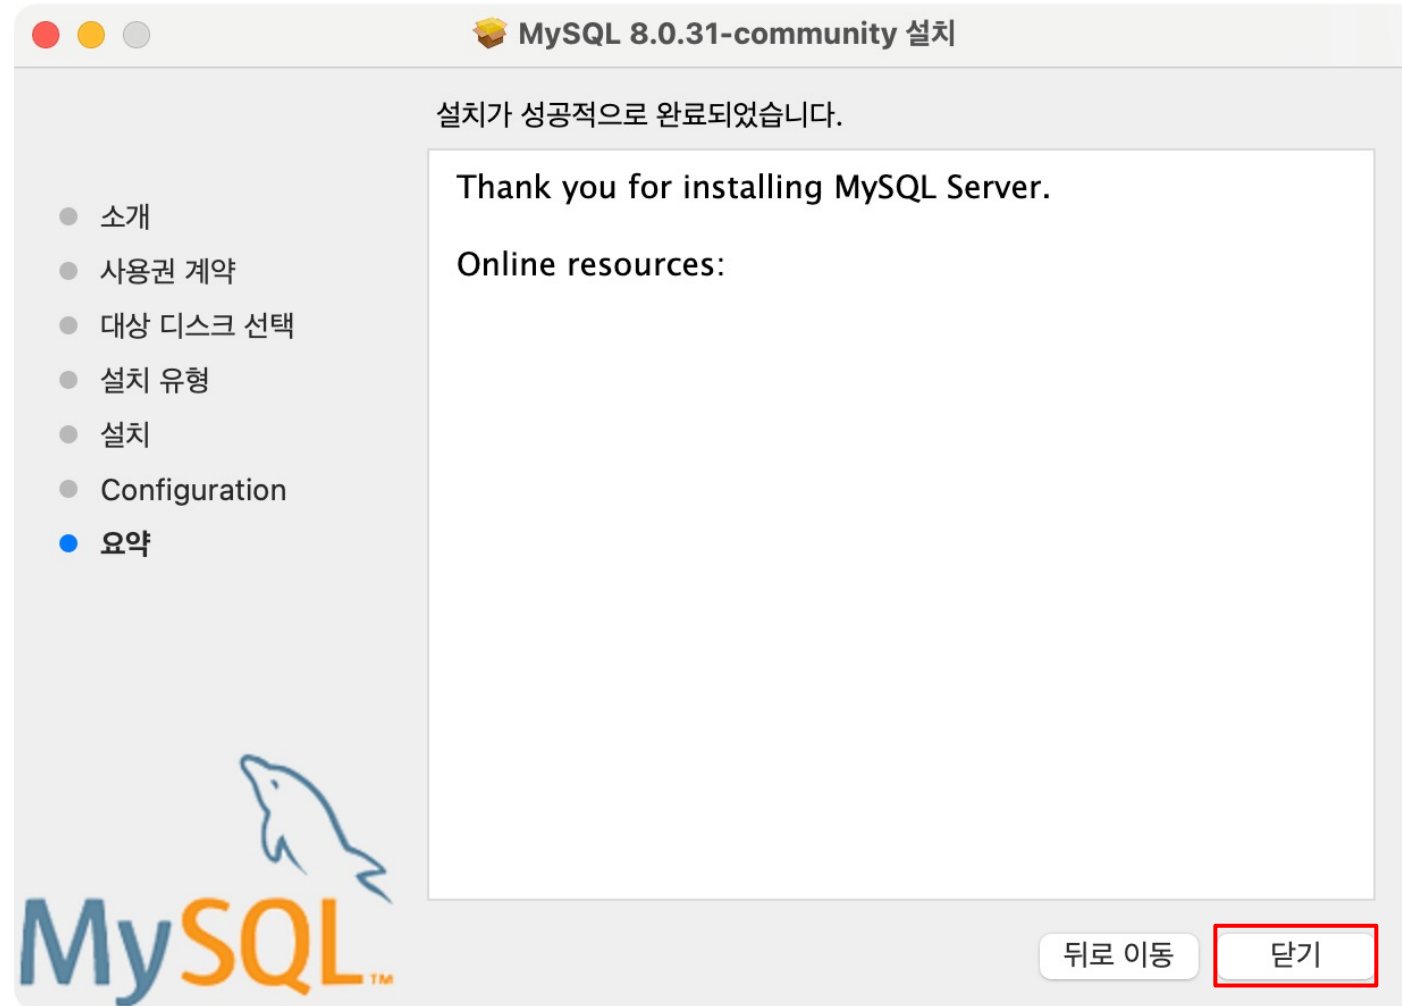 MySQL 8.0.31-community 설치
설치가 성공적으로 완료되었습니다.
소개
사용권 계약
대상 디스크 선택
설치 유형
설치
Configuration
요약
Thank you for installing MySQL Server.
Online resources:
MySQL™
뒤로 이동
닫기